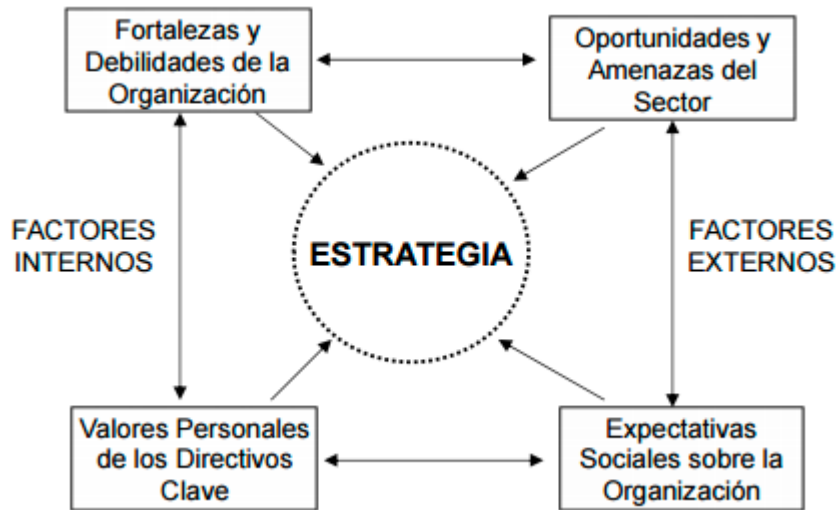 Fortalezas y
Debilidades de la
Organización
Oportunidades y
Amenazas del
Sector
FACTORES
INTERNOS
ESTRATEGIA
FACTORES
EXTERNOS
Valores Personales
de los Directivos
Clave
Expectativas
Sociales sobre la
Organización